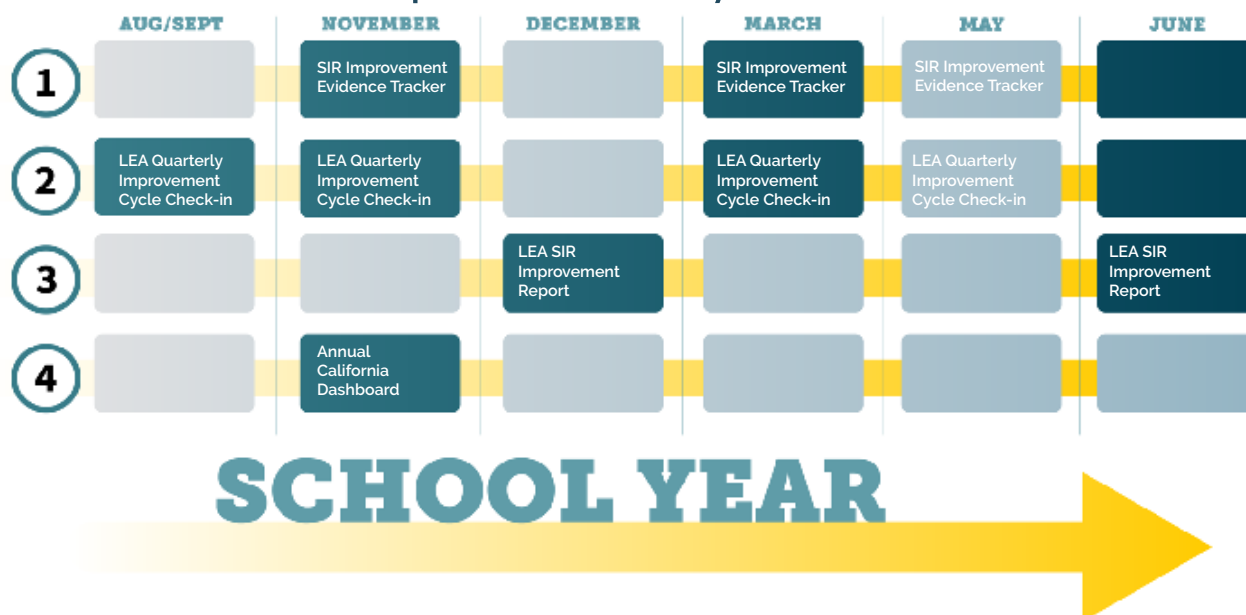 AUG/SEPT NOVEMBER DECEMBER MARCH MAY JUNE
1
SIR Improvement
Evidence Tracker
SIR Improvement
Evidence Tracker
SIR Improvement
Evidence Tracker
2
LEA Quarterly
Improvement
Cycle Check-in
LEA Quarterly
Improvement
Cycle Check-in
LEA Quarterly
Improvement
Cycle Check-in
LEA Quarterly
Improvement
Cycle Check-in
3
LEA SIR
Improvement
Report
LEA SIR
Improvement
Report
4
Annual
California
Dashboard
SCHOOL YEAR